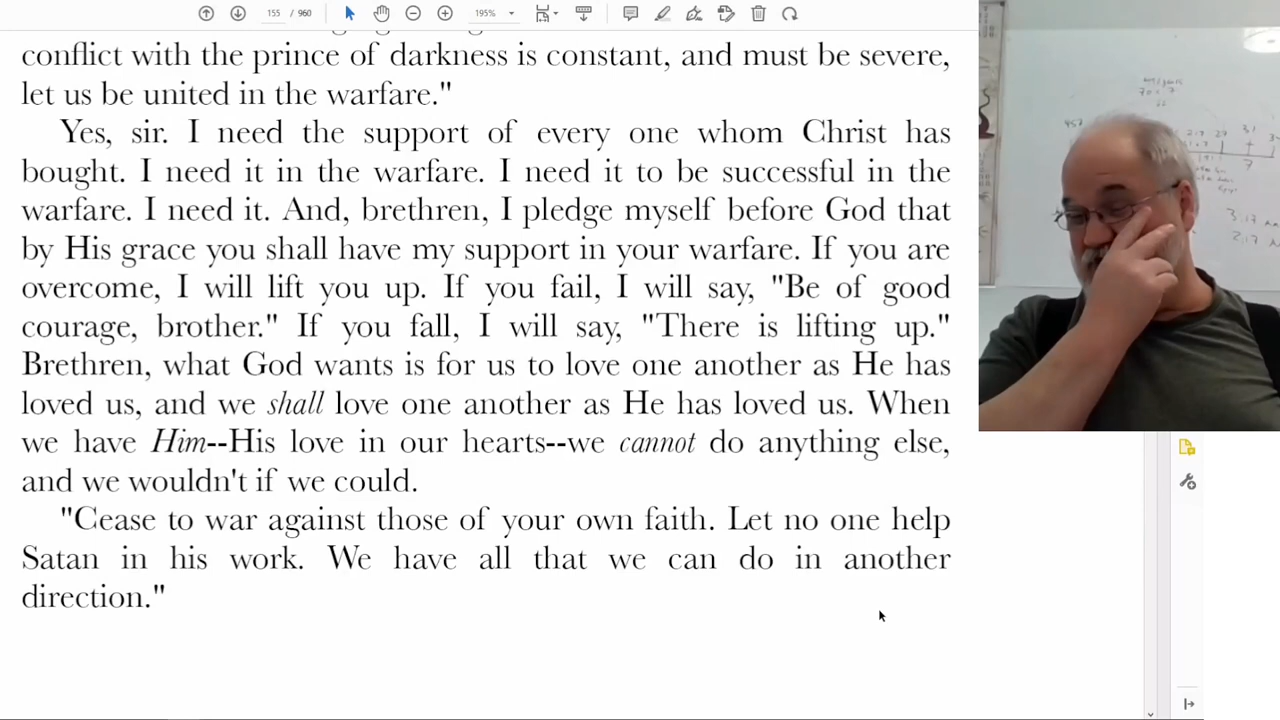 155 / 960
195%
conflict with the prince of darkness is constant, and must be severe,
let us be united in the warfare."
Yes, sir. I need the support of every one whom Christ has
bought. I need it in the warfare. I need it to be successful in the
warfare. I need it. And, brethren, I pledge myself before God that
by His grace you shall have my support in your warfare. If you are
overcome, I will lift you up. If you fail, I will say, "Be of good
courage, brother." If you fall, I will say, "There is lifting up."
Brethren, what God wants is for us to love one another as He has
loved us, and we shall love one another as He has loved us. When
we have Him--His love in our hearts--we cannot do anything else,
and we wouldn't if we could.
"Cease to war against those of your own faith. Let no one help
Satan in his work. We have all that we can do in another
direction."
457
3:17
2:17